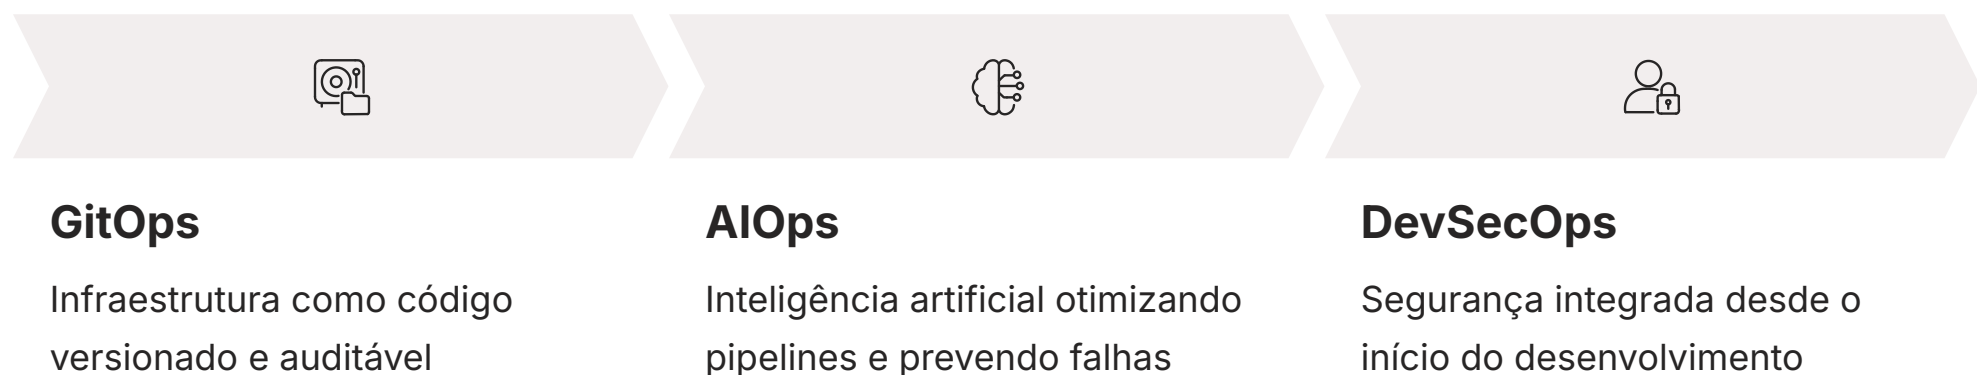 GitOps
Infraestrutura como código
versionado e auditável
AIOps
Inteligência artificial otimizando
pipelines e prevendo falhas
DevSecOps
Segurança integrada desde o
início do desenvolvimento